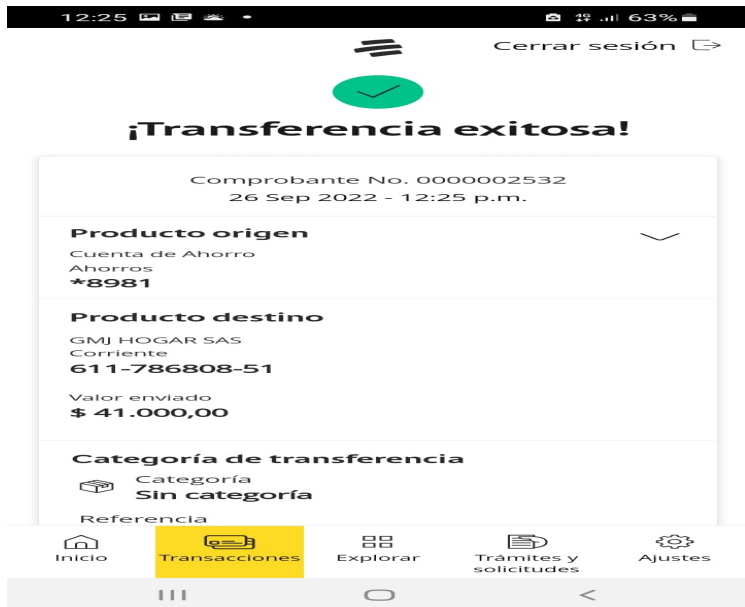 12:25
63%
Cerrar sesión
¡Transferencia exitosa!
Comprobante No. 0000002532
26 Sep 2022 - 12:25 p.m.
Producto origen
Cuenta de Ahorro
Ahorros
*8981
Producto destino
GMJ HOGAR SAS
Corriente
611-786808-51
Valor enviado
$ 41.000,00
Categoría de transferencia
Categoría
Sin categoría
Referencia
Inicio
Transacciones
Explorar
Trámites y
solicitudes
Ajustes